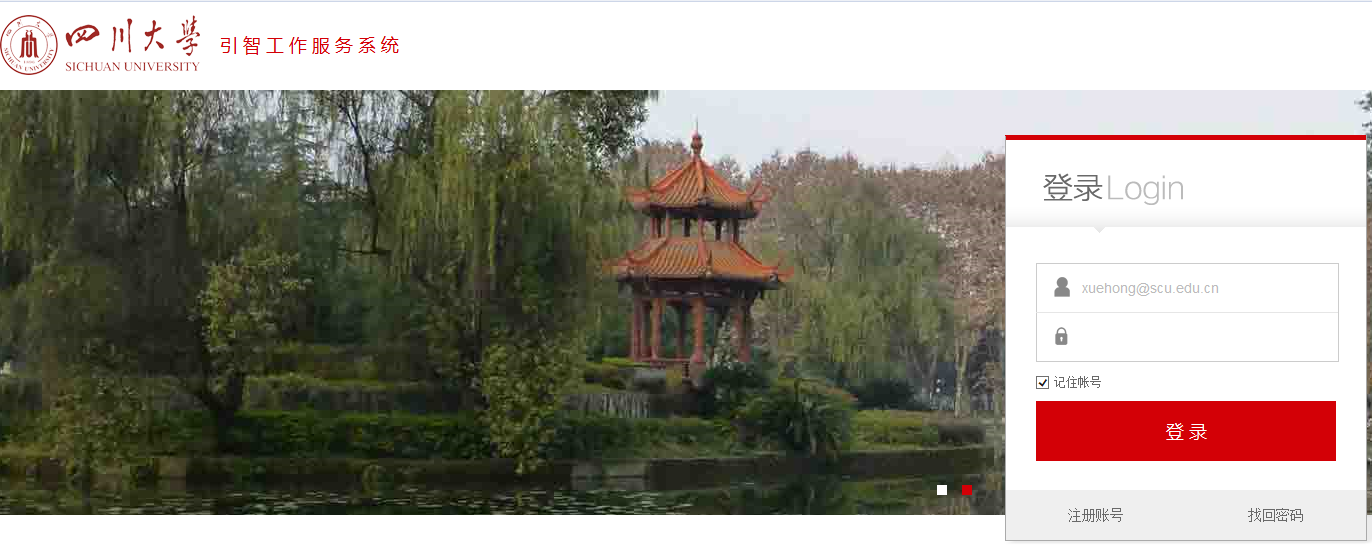 四川大学
SICHUAN UNIVERSITY
引智工作服务系统
登录Login
xuehong@scu.edu.cn
记住帐号
登录
注册账号
找回密码